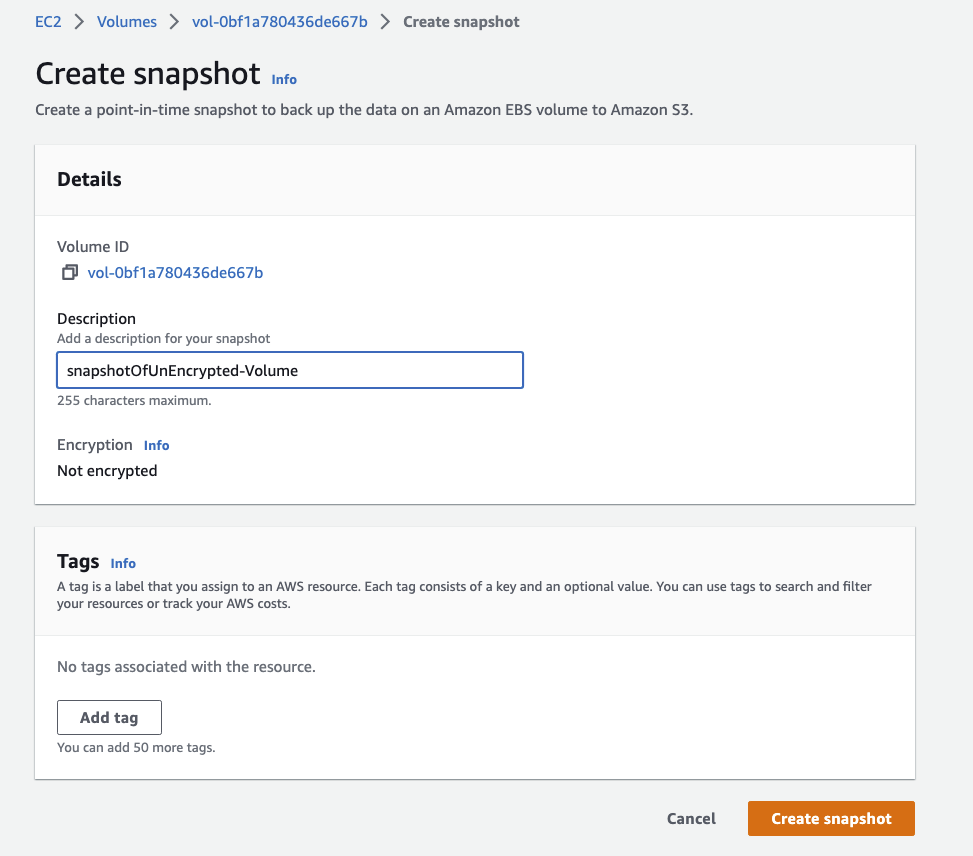 EC2 > Volumes > vol-0bf1a780436de667b > Create snapshot
Create snapshot Info
Create a point-in-time snapshot to back up the data on an Amazon EBS volume to Amazon S3.
Details
Volume ID
vol-0bf1a780436de667b
Description
Add a description for your snapshot
snapshotOfUnEncrypted-Volume
255 characters maximum.
Encryption Info
Not encrypted
Tags Info
A tag is a label that you assign to an AWS resource. Each tag consists of a key and an optional value. You can use tags to search and filter
your resources or track your AWS costs.
No tags associated with the resource.
Add tag
You can add 50 more tags.
Cancel Create snapshot